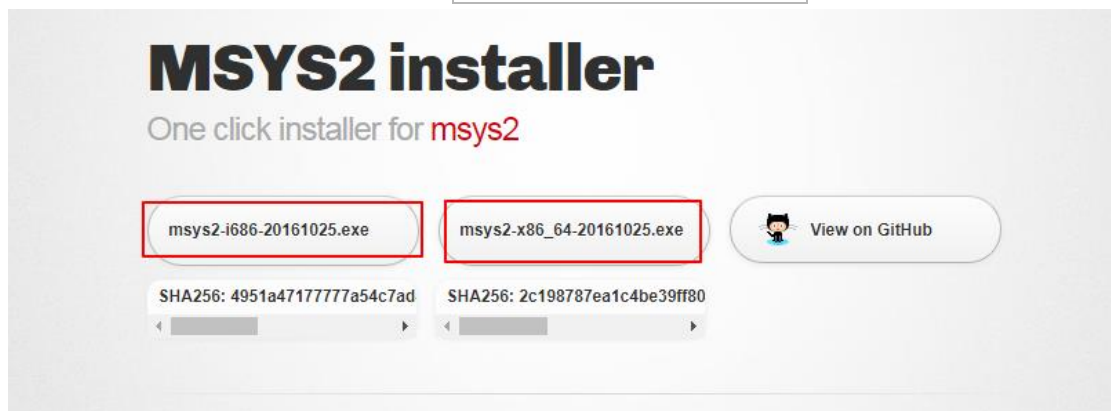 MSYS2 installer
One click installer for msys2
msys2-i686-20161025.exe
msys2-x86_64-20161025.exe
View on GitHub
SHA256: 4951a47177777a54c7ad
SHA256: 2c198787ea1c4be39ff80